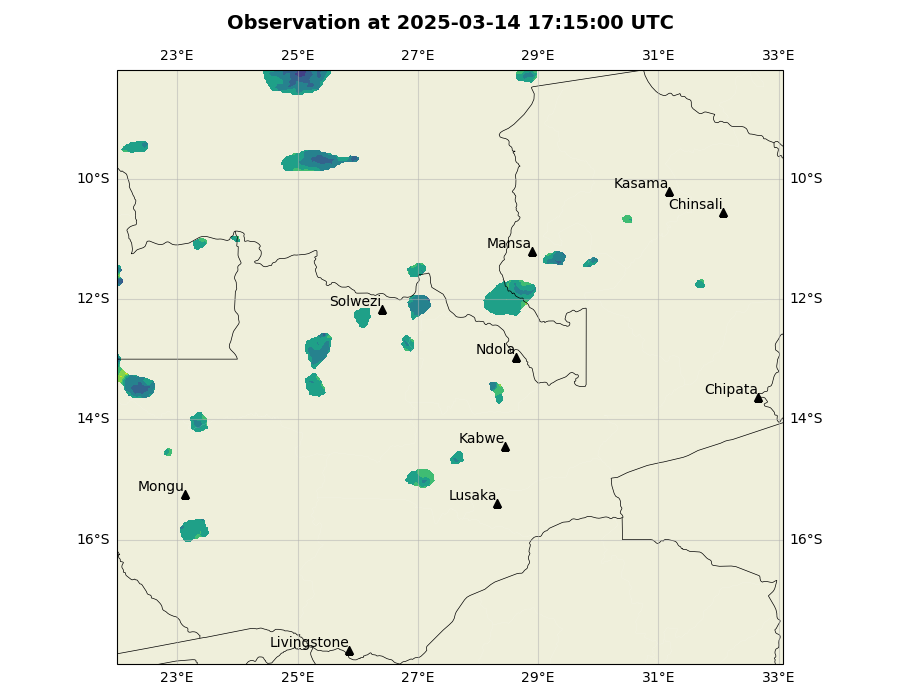 Observation at 2025-03-14 17:15:00 UTC
23°E 25°E 27°E 29°E 31°E 33°E
10°S 10°S
Kasama
Chinsali
Mansa
12°S 12°S
Solwezi
Ndola
Chipata
14°S 14°S
Kabwe
Mongu
Lusaka
16°S 16°S
Livingstone
23°E 25°E 27°E 29°E 31°E 33°E